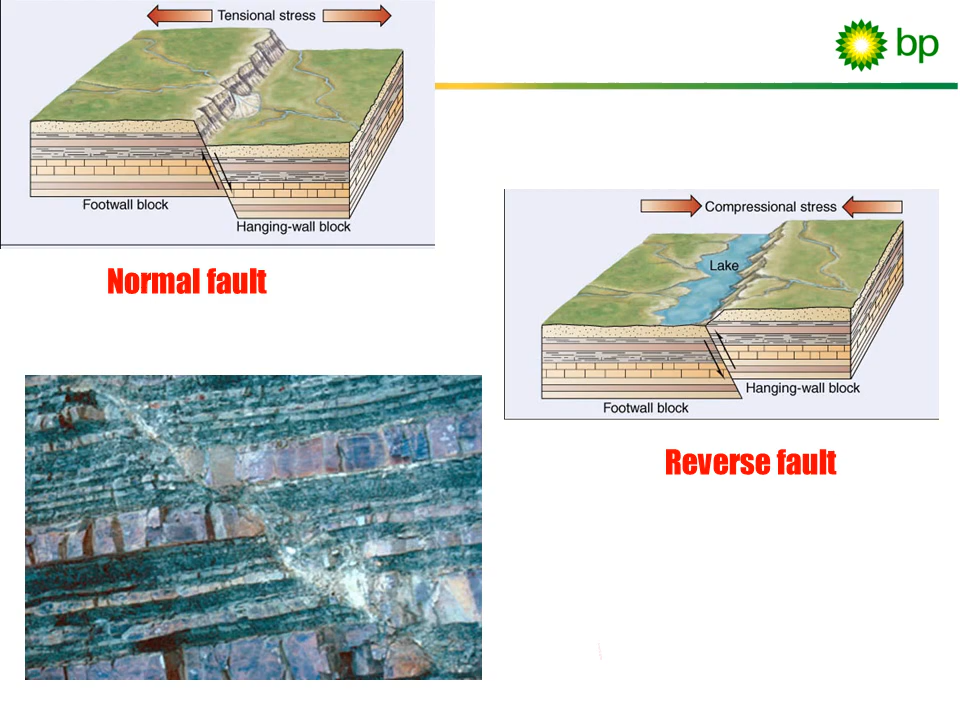 Tensional stress
bp
Footwall block
Hanging-wall block
Normal fault
Compressional stress
Lake
Hanging-wall block
Footwall block
Reverse fault